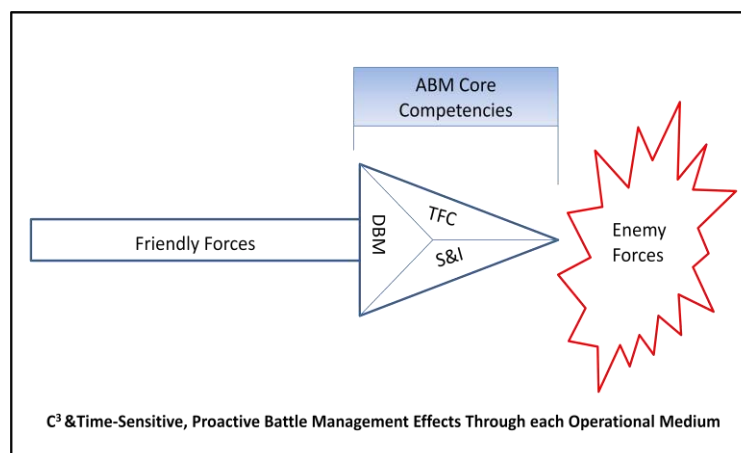 ABM Core
Competencies
Friendly Forces
DBM
TFC
S&I
Enemy
Forces
C³ &Time-Sensitive, Proactive Battle Management Effects Through each Operational Medium